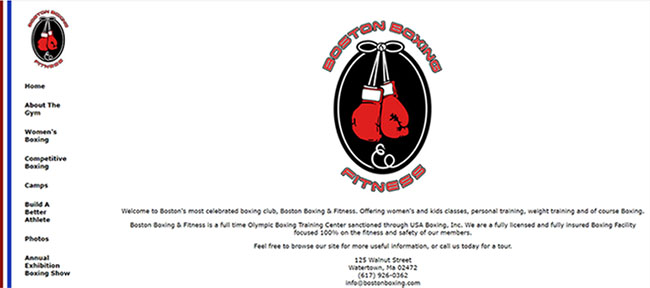 BOSTON BOXING
FITNESS
Home
About The
Gym
Women's
Boxing
Competitive
Boxing
Camps
Build A
Better
Athlete
Photos
Annual
Exhibition
Boxing Show
BOSTON BOXING
FITNESS
Welcome to Boston's most celebrated boxing club, Boston Boxing & Fitness. Offering women's and kids classes, personal training, weight training and of course Boxing.
Boston Boxing & Fitness is a full time Olympic Boxing Training Center sanctioned through USA Boxing, Inc. We are a fully licensed and fully insured Boxing Facility
focused 100% on the fitness and safety of our members.
Feel free to browse our site for more useful information, or call us today for a tour.
125 Walnut Street
Watertown, Ma 02472
(617) 926-0362
info@bostonboxing.com